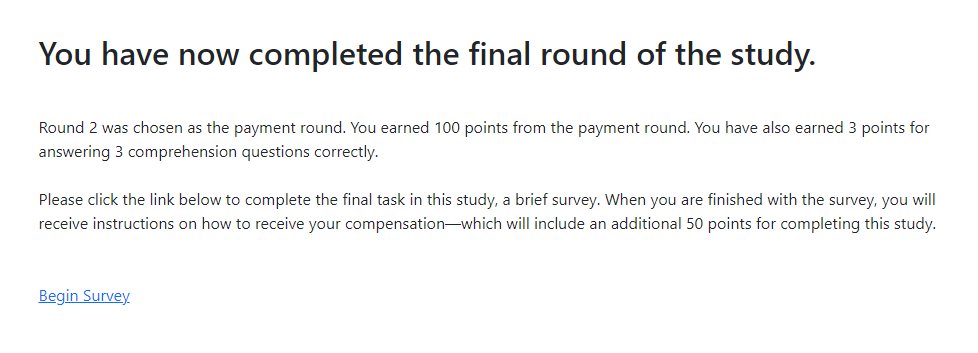 You have now completed the final round of the study.
Round 2 was chosen as the payment round. You earned 100 points from the payment round. You have also earned 3 points for
answering 3 comprehension questions correctly.
Please click the link below to complete the final task in this study, a brief survey. When you are finished with the survey, you will
receive instructions on how to receive your compensation—which will include an additional 50 points for completing this study.
Begin Survey